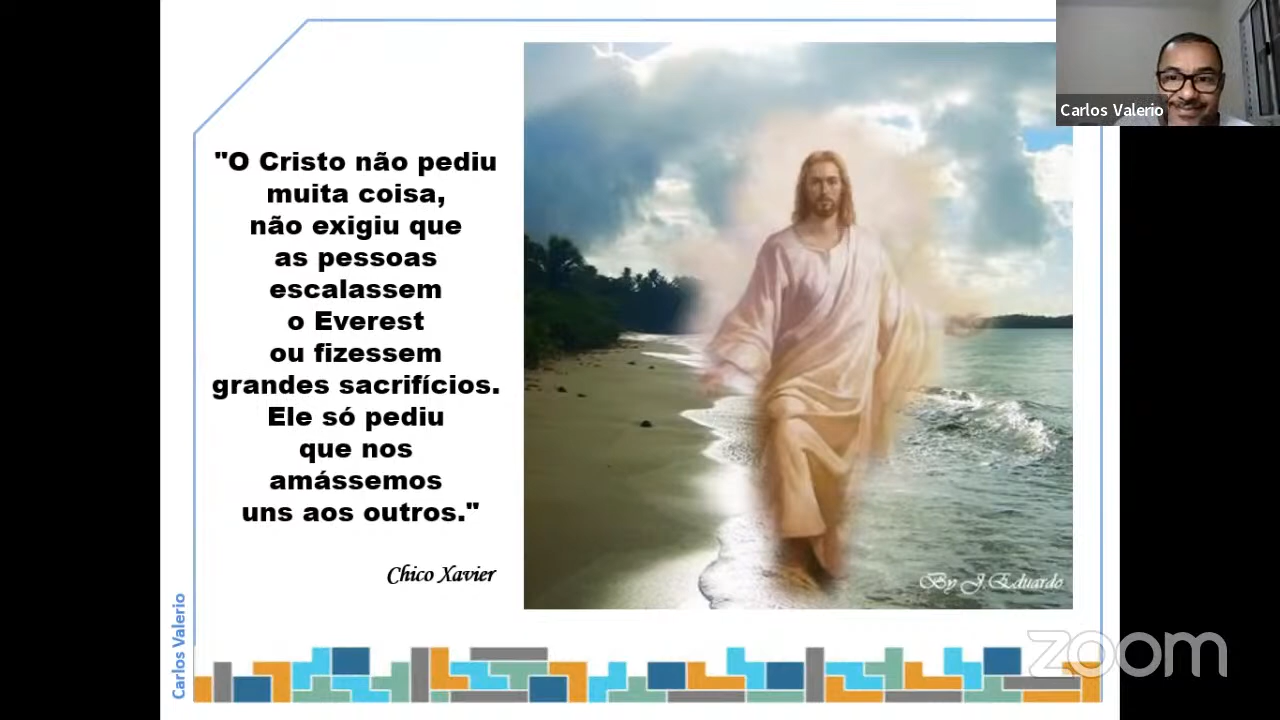 "O Cristo não pediu
muita coisa,
não exigiu que
as pessoas
escalassem
o Everest
ou fizessem
grandes sacrifícios.
Ele só pediu
que nos
amássemos
uns aos outros."
Chico Xavier
By J. Eduardo
Carlos Valerio
Carlos Valerio
zoom